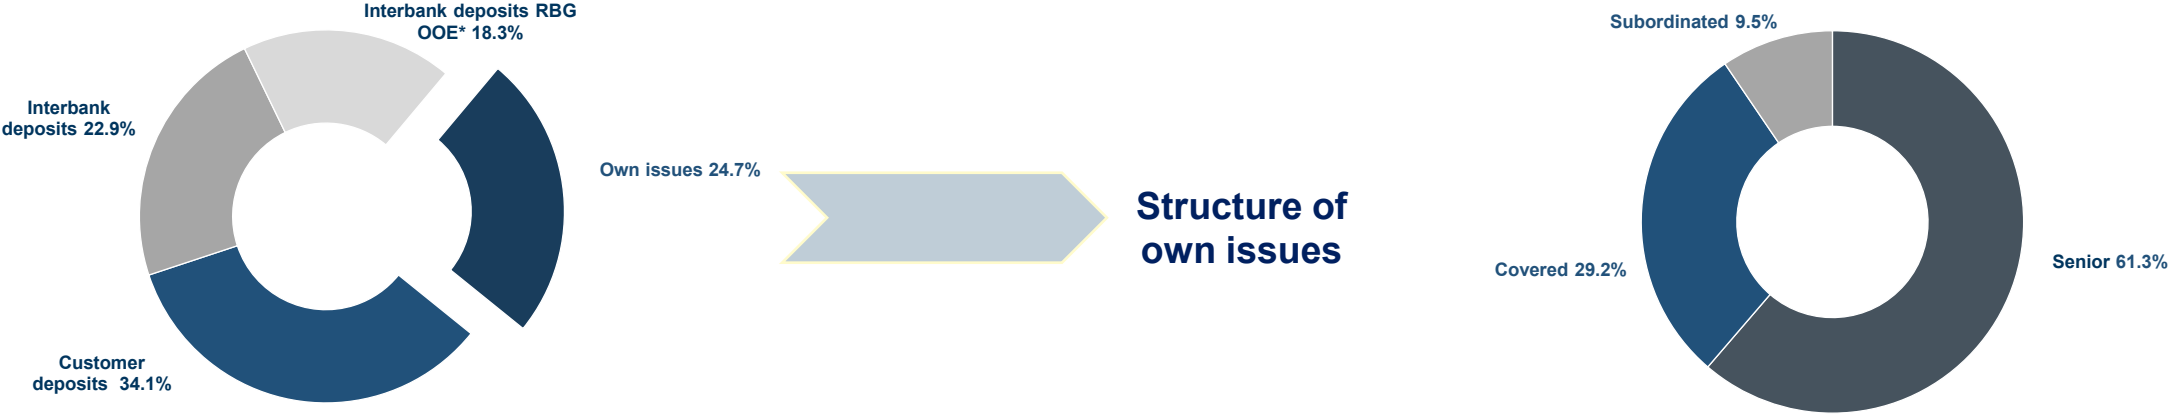 Interbank deposits RBG
OOE* 18.3%
Interbank
deposits 22.9%
Own issues 24.7%
Customer
deposits  34.1%
Structure of
own issues
Subordinated 9.5%
Covered 29.2%
Senior 61.3%